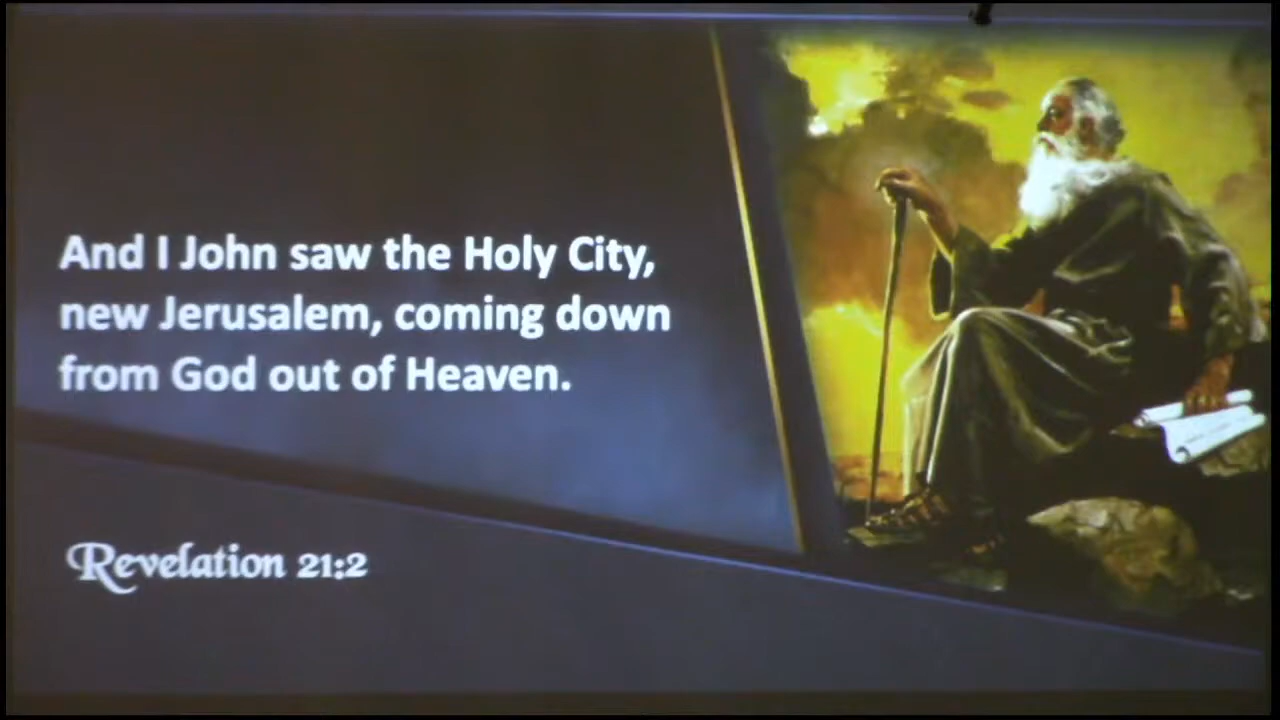 And I John saw the Holy City,
new Jerusalem, coming down
from God out of Heaven.
Revelation 21:2